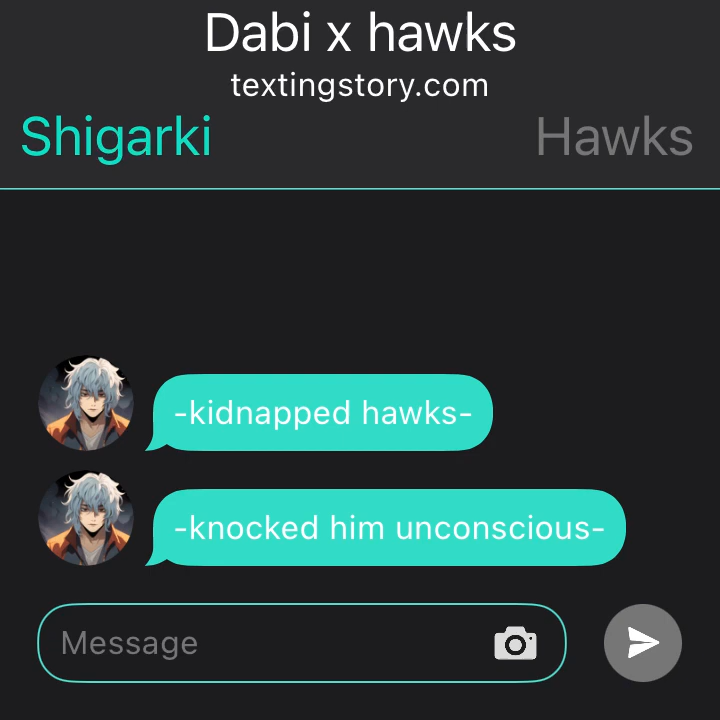 Dabi x hawks
textingstory.com
Shigarki Hawks
-kidnapped hawks-
-knocked him unconscious-
Message